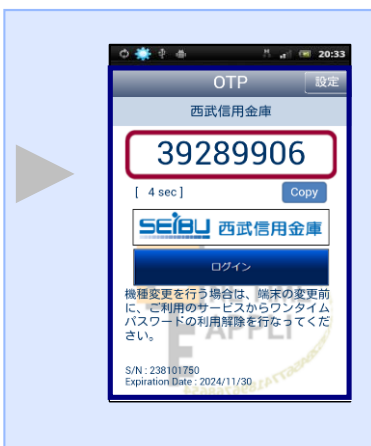 20:33
OTP
設定
西武信用金庫
39289906
[ 4 sec ]
Copy
SEIBU 西武信用金庫
ログイン
機種変更を行う場合は、端末の変更前
に、ご利用のサービスからワンタイム
パスワードの利用解除を行なってくだ
さい。
APPLI
S/N : 238101750
Expiration Date : 2024/11/30